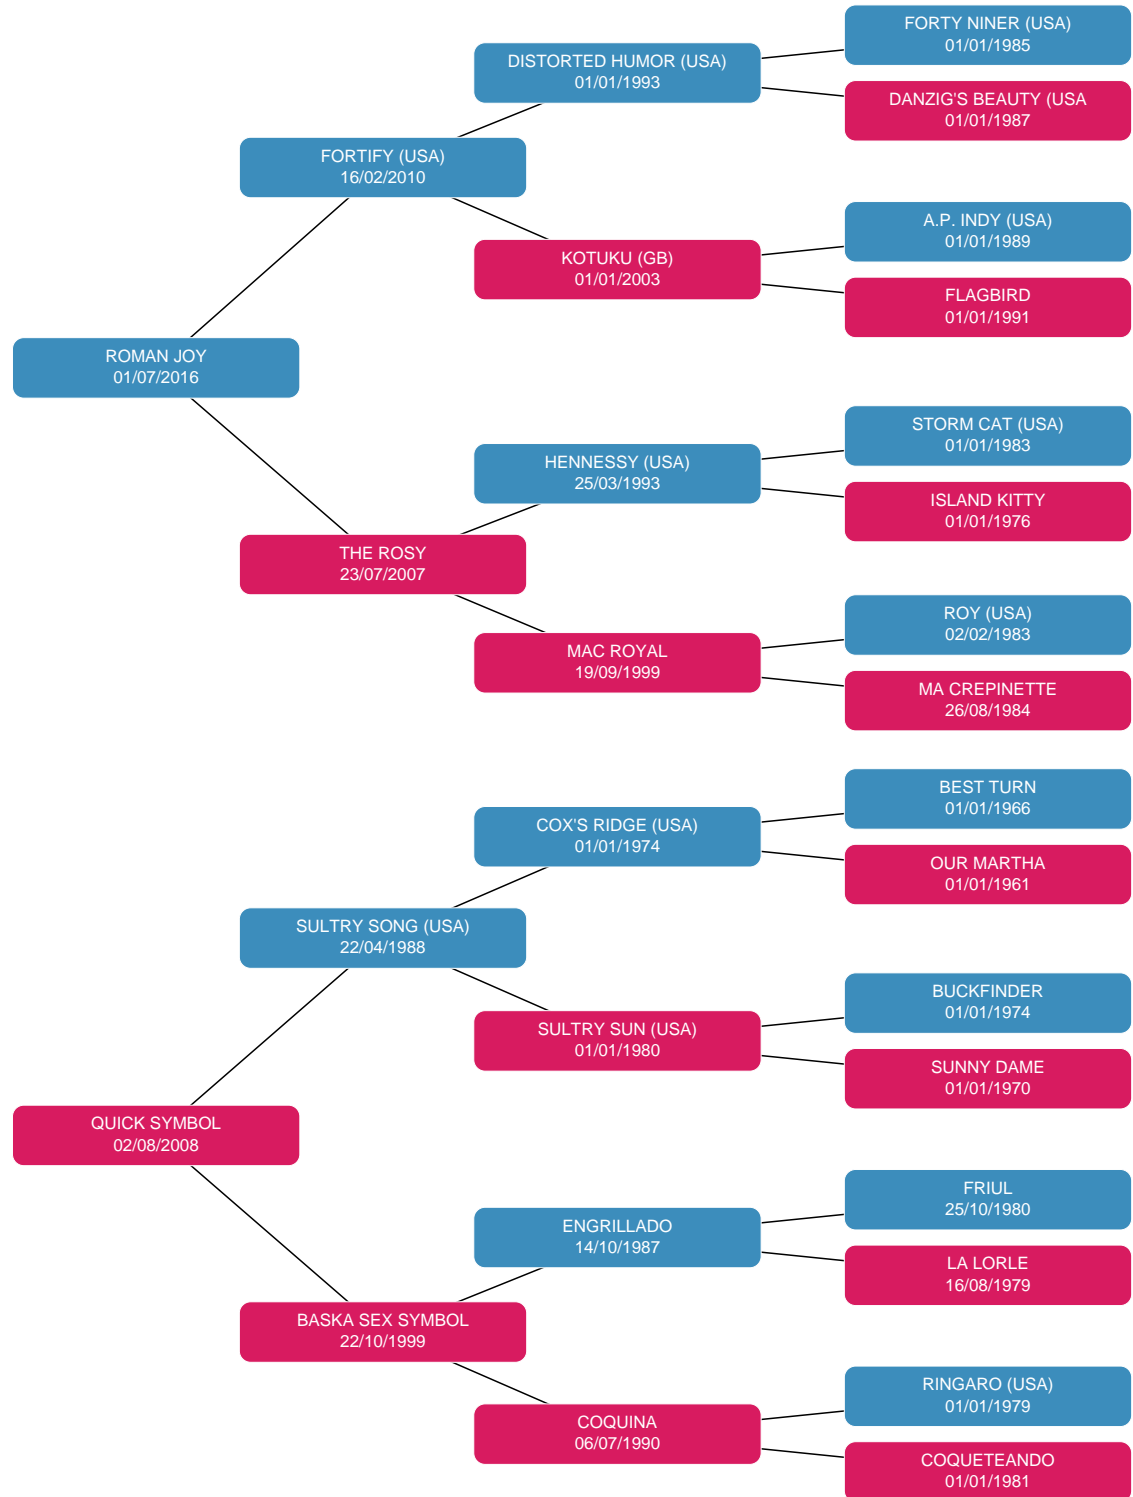 FORTY NINER (USA)
01/01/1985
DISTORTED HUMOR (USA)
01/01/1993
DANZIG'S BEAUTY (USA
01/01/1987
FORTIFY (USA)
16/02/2010
A.P. INDY (USA)
01/01/1989
KOTUKU (GB)
01/01/2003
FLAGBIRD
01/01/1991
ROMAN JOY
01/07/2016
STORM CAT (USA)
01/01/1983
HENNESSY (USA)
25/03/1993
ISLAND KITTY
01/01/1976
THE ROSY
23/07/2007
ROY (USA)
02/02/1983
MAC ROYAL
19/09/1999
MA CREPINETTE
26/08/1984
BEST TURN
01/01/1966
COX'S RIDGE (USA)
01/01/1974
OUR MARTHA
01/01/1961
SULTRY SONG (USA)
22/04/1988
BUCKFINDER
01/01/1974
SULTRY SUN (USA)
01/01/1980
SUNNY DAME
01/01/1970
QUICK SYMBOL
02/08/2008
FRIUL
25/10/1980
ENGRILLADO
14/10/1987
LA LORLE
16/08/1979
BASKA SEX SYMBOL
22/10/1999
RINGARO (USA)
01/01/1979
COQUINA
06/07/1990
COQUETEANDO
01/01/1981